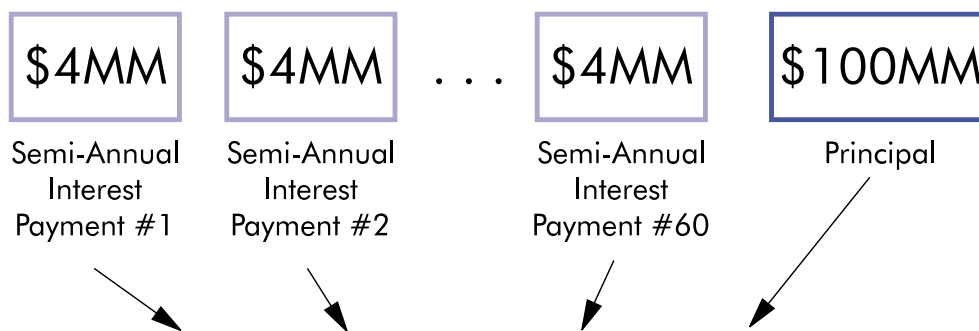 $4MM $4MM . . . $4MM $100MM
Semi-Annual Interest Payment #1
Semi-Annual Interest Payment #2
Semi-Annual Interest Payment #60
Principal